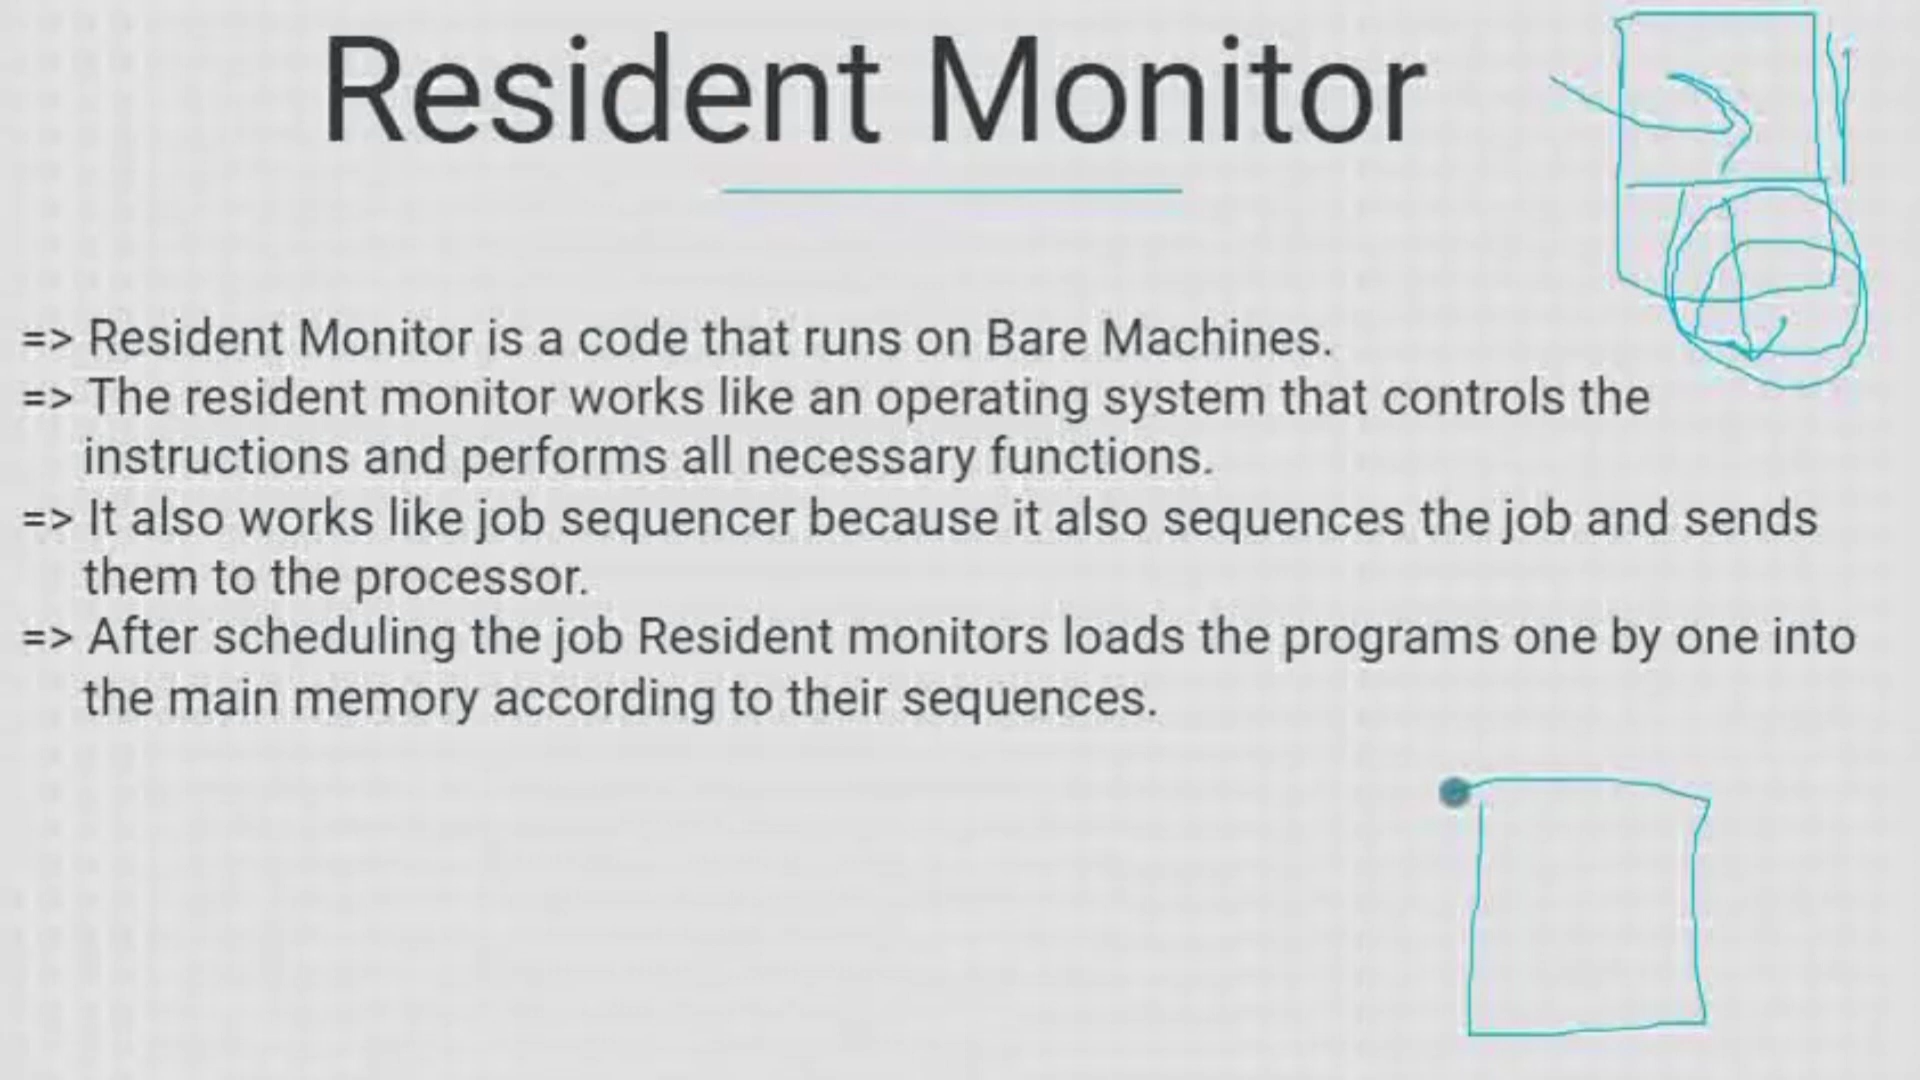 Resident Monitor
=> Resident Monitor is a code that runs on Bare Machines.
=> The resident monitor works like an operating system that controls the
instructions and performs all necessary functions.
=> It also works like job sequencer because it also sequences the job and sends
them to the processor.
=> After scheduling the job Resident monitors loads the programs one by one into
the main memory according to their sequences.